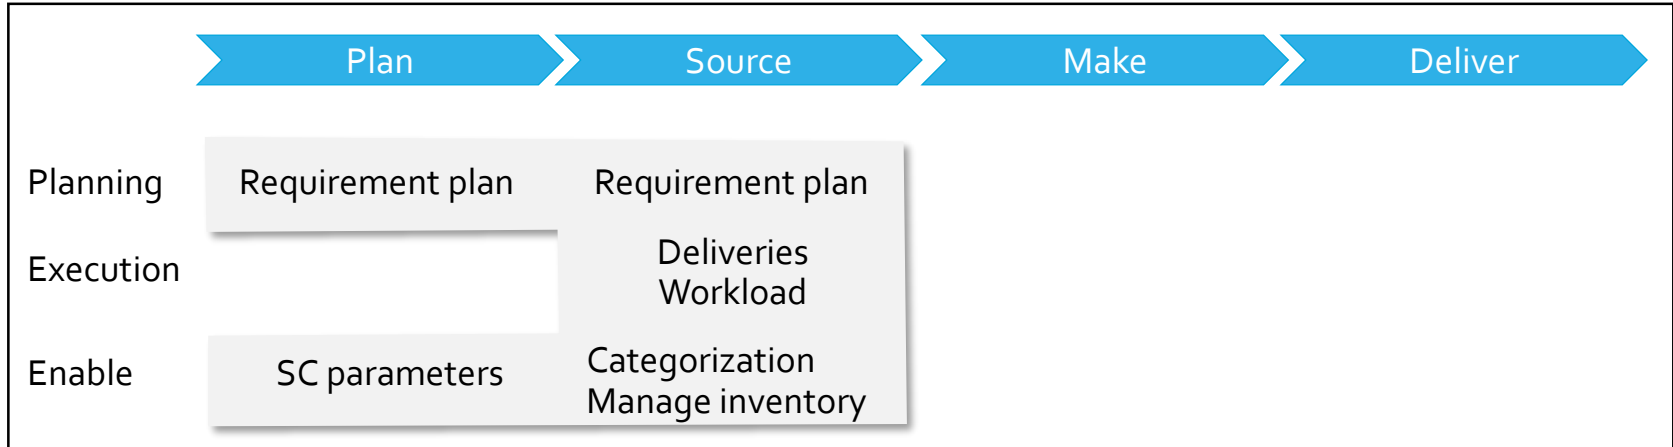 Plan Source Make Deliver
Planning Requirement plan Requirement plan
Execution Deliveries
Workload
Enable SC parameters Categorization
Manage inventory